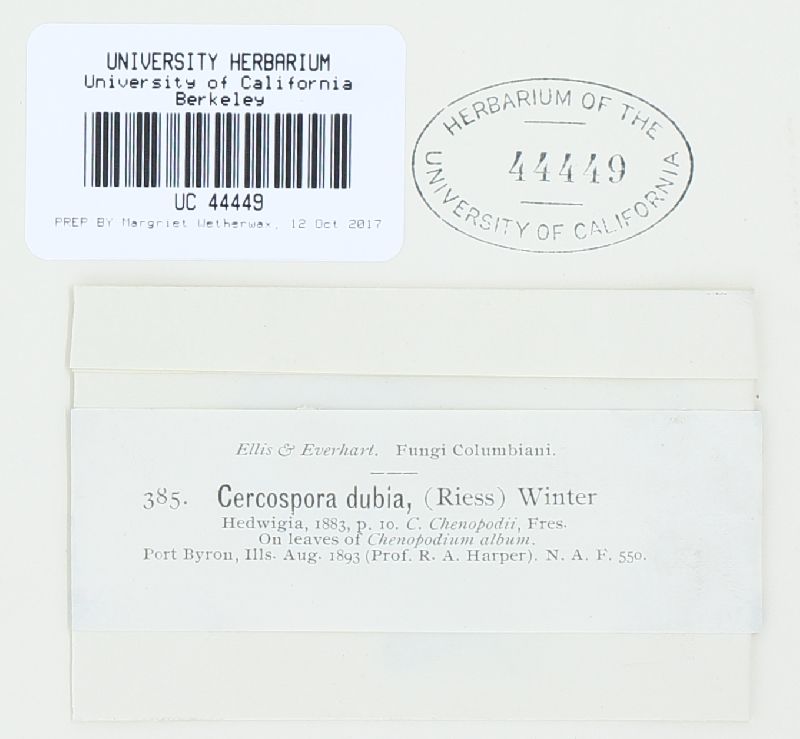 UNIVERSITY HERBARIUM
University of California
Berkeley
UC 44449
PREP BY Margriet Wetherwax, 12 Oct 2017
HERBARIUM OF THE
44449
UNIVERSITY OF CALIFORNIA
Ellis & Everhart. Fungi Columbiani.
385. Cercospora dubia, (Riess) Winter
Hedwigia, 1883, p. 10. C. Chenopodii, Fres.
On leaves of Chenopodium album.
Port Byron, Ills. Aug. 1893 (Prof. R. A. Harper). N. A. F. 550.